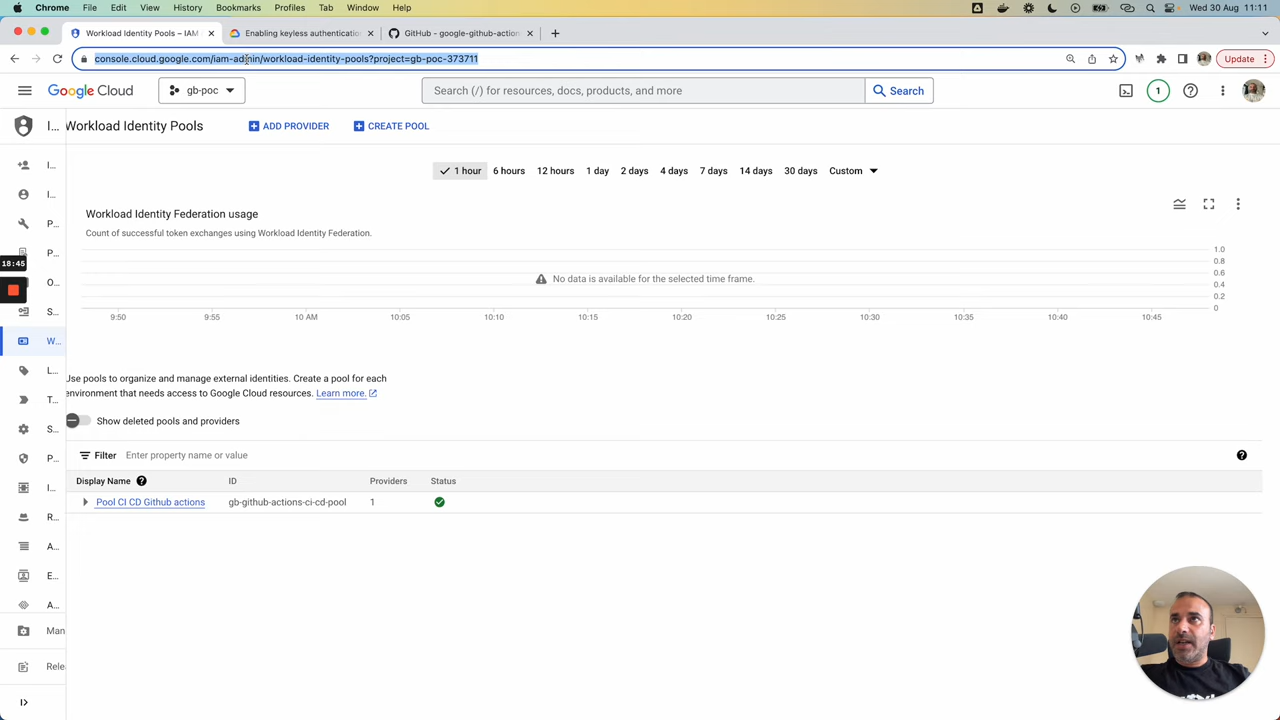 Chrome File Edit View History Bookmarks Profiles Tab Window Help Wed 30 Aug 11:11
Workload Identity Pools – IAM Enabling keyless authentication GitHub - google-github-action
console.cloud.google.com/iam-admin/workload-identity-pools?project=gb-poc-373711 Update
Google Cloud gb-poc Search (/) for resources, docs, products, and more Search 1
I... Workload Identity Pools ADD PROVIDER CREATE POOL
I...
1 hour 6 hours 12 hours 1 day 2 days 4 days 7 days 14 days 30 days Custom
I...
Workload Identity Federation usage
P...
Count of successful token exchanges using Workload Identity Federation.
P...
1.0
18:45
0.8
0.6
No data is available for the selected time frame.
O...
0.4
0.2
0
S...
9:50 9:55 10 AM 10:05 10:10 10:15 10:20 10:25 10:30 10:35 10:40 10:45
W...
L...
Use pools to organize and manage external identities. Create a pool for each
environment that needs access to Google Cloud resources. Learn more.
T...
Show deleted pools and providers
S...
Filter Enter property name or value
P...
Display Name ID Providers Status
I...
Pool CI CD Github actions gb-github-actions-ci-cd-pool 1
R...
A...
E...
A...
Man
Rele